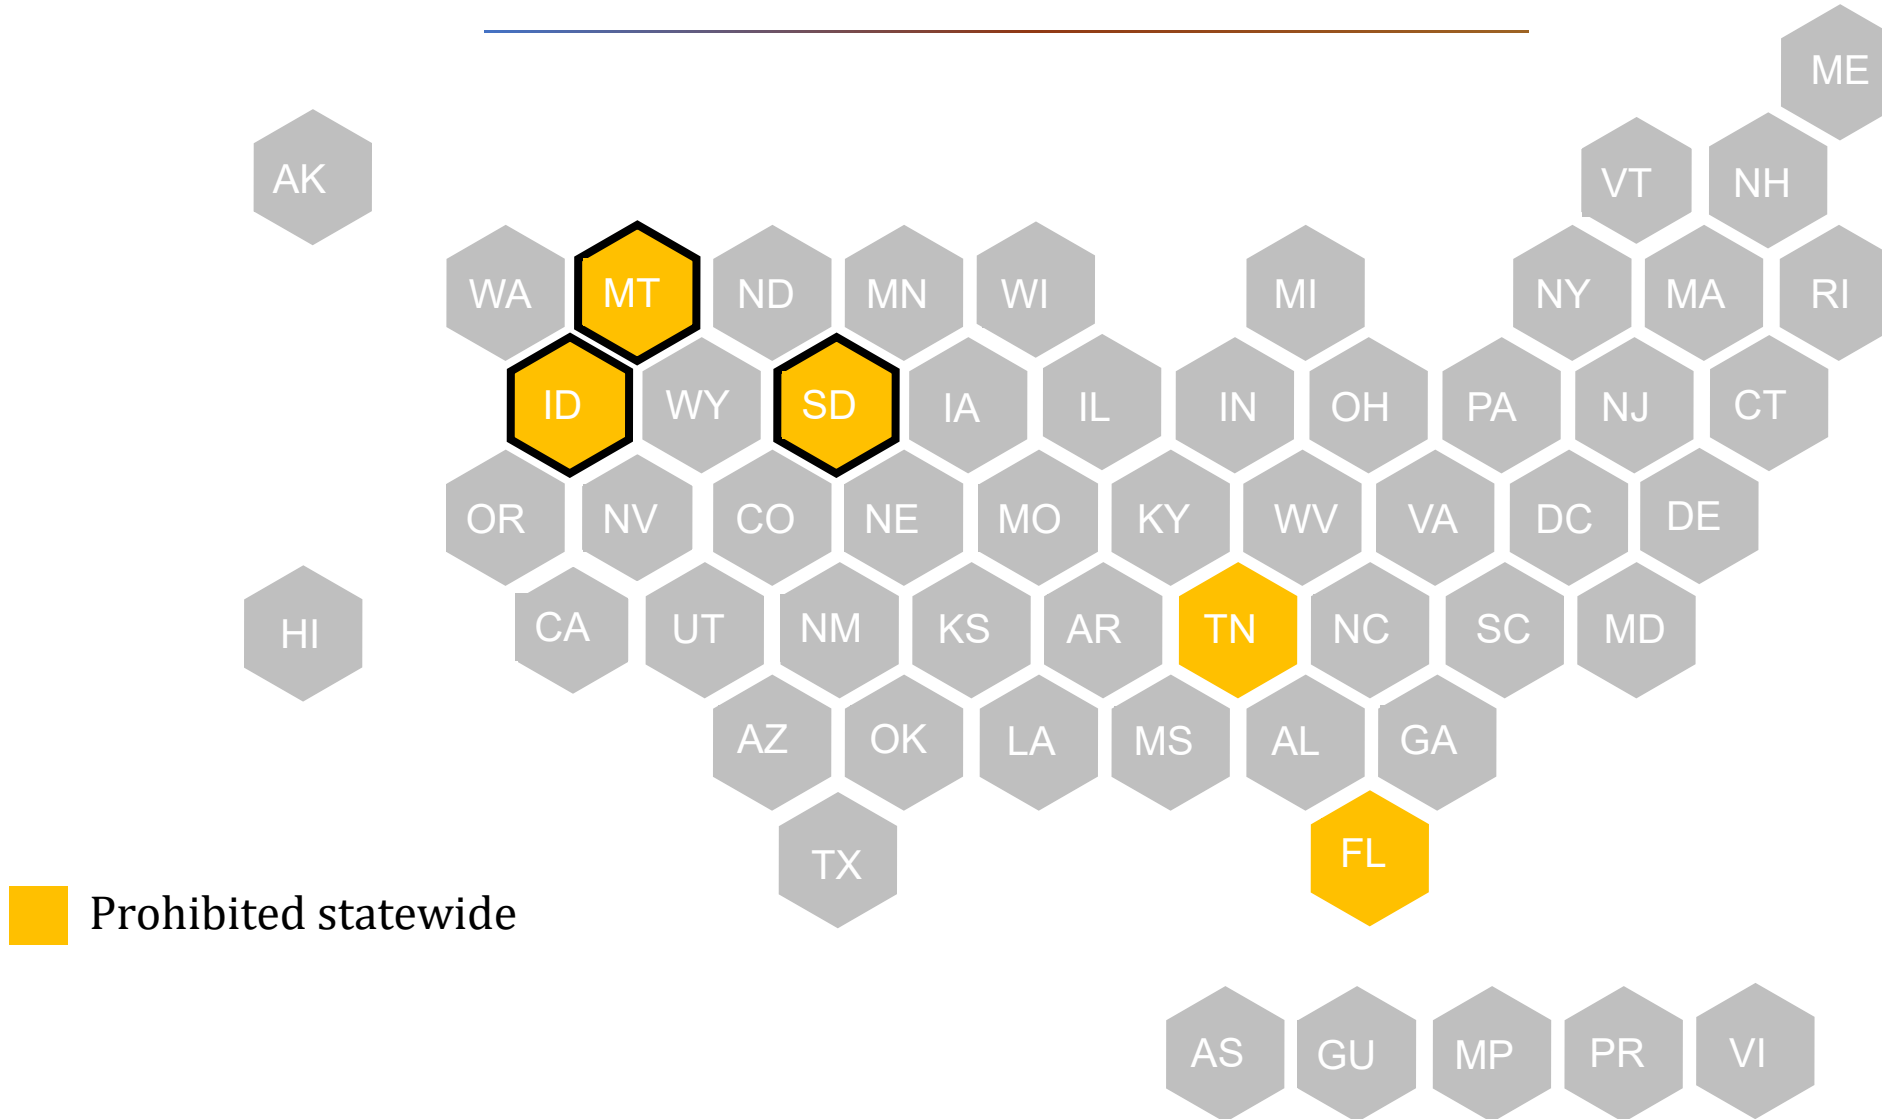 ME
AK
VT NH
WA MT ND MN WI MI NY MA RI
ID WY SD IA IL IN OH PA NJ CT
OR NV CO NE MO KY WV VA DC DE
HI CA UT NM KS AR TN NC SC MD
AZ OK LA MS AL GA
TX FL
Prohibited statewide
AS GU MP PR VI